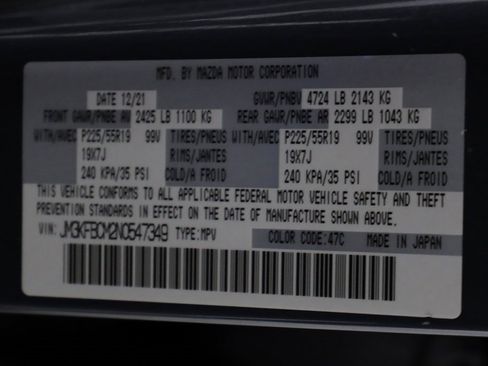 MFD. BY MAZDA MOTOR CORPORATION
DATE 12/21 GVWR/PNBV 4724 LB 2143 KG
FRONT GAWR/PNBE AV 2425 LB 1100 KG REAR GAWR/PNBE AR 2299 LB 1043 KG
WITH/AVEC P225/55R19 99V TIRES/PNEUS WITH/AVEC P225/55R19 99V TIRES/PNEUS
19X7J RIMS/JANTES 19X7J RIMS/JANTES
240 KPA/35 PSI COLD/A FROID 240 KPA/35 PSI COLD/A FROID
THIS VEHICLE CONFORMS TO ALL APPLICABLE FEDERAL MOTOR VEHICLE SAFETY AND THEFT
PREVENTION STANDARDS IN EFFECT ON THE DATE OF MANUFACTURE SHOWN ABOVE.
VIN: JM3KFBCM2N0547349 TYPE:MPV COLOR CODE:47C MADE IN JAPAN